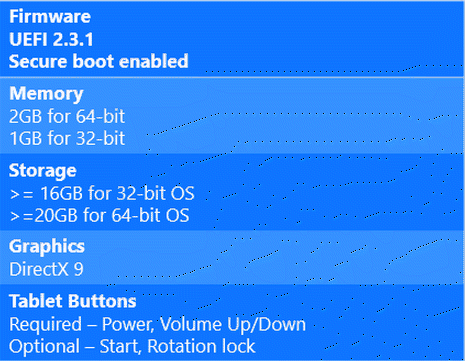 Firmware
UEFI 2.3.1
Secure boot enabled
Memory
2GB for 64-bit
1GB for 32-bit
Storage
>= 16GB for 32-bit OS
>=20GB for 64-bit OS
Graphics
DirectX 9
Tablet Buttons
Required – Power, Volume Up/Down
Optional – Start, Rotation lock